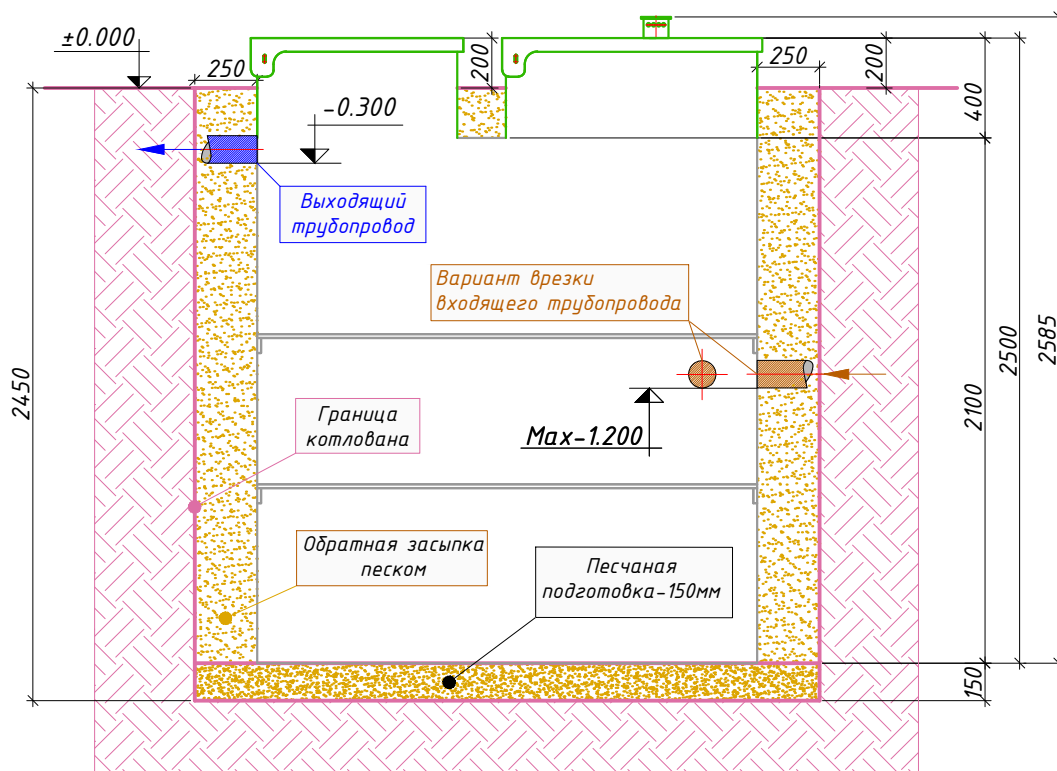 ±0.000
250
200
250
200
400
-0.300
Выходящий
трубопровод
Вариант врезки
входящего трубопровода
2450
2500
2585
2100
Граница
котлована
Max-1.200
Обратная засыпка
песком
Песчаная
подготовка-150мм
150